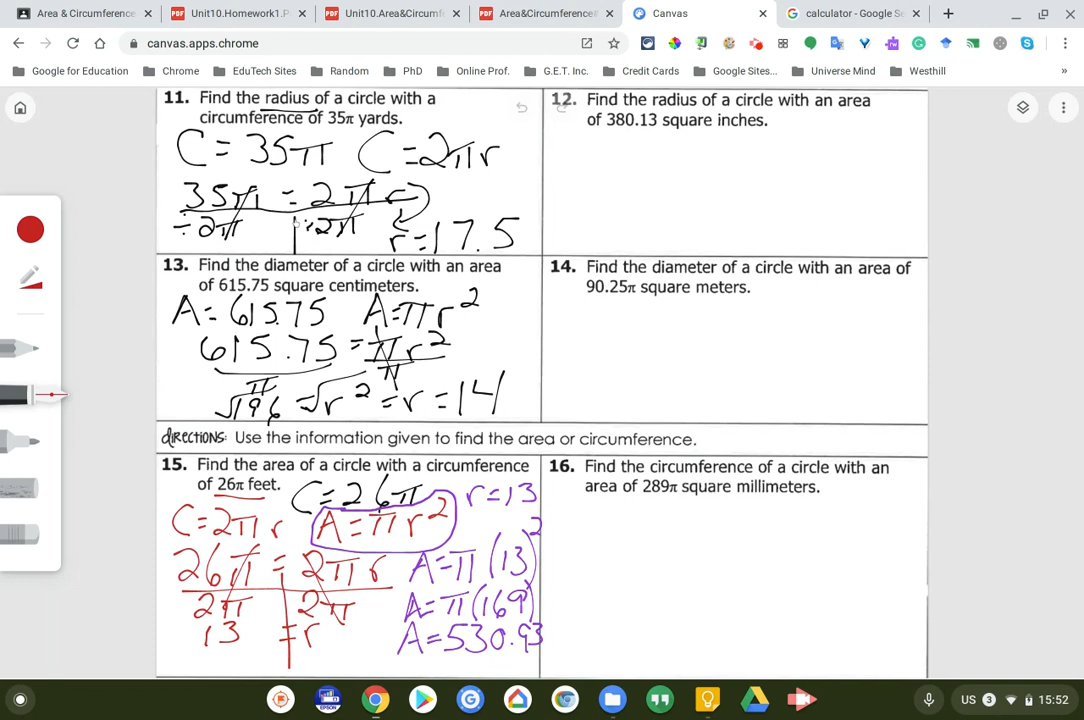 Area & Circumference
Unit10.Homework1.P
Unit10.Area&Circumf
Area&Circumference
Canvas
calculator - Google Se
canvas.apps.chrome
Google for Education
Chrome
EduTech Sites
Random
PhD
Online Prof.
G.E.T. Inc.
Credit Cards
Google Sites...
Universe Mind
Westhill
»
11. Find the radius of a circle with a
circumference of 35π yards.
C = 35π C = 2πr
35π = 2πr
÷2π ÷2π r = 17.5
12. Find the radius of a circle with an area
of 380.13 square inches.
13. Find the diameter of a circle with an area
of 615.75 square centimeters.
A = 615.75 A = πr²
615.75 = πr²
π π
√196 = √r² = r = 14
14. Find the diameter of a circle with an area of
90.25π square meters.
DIRECTIONS: Use the information given to find the area or circumference.
15. Find the area of a circle with a circumference
of 26π feet.
C = 26π r = 13
C = 2πr A = πr²
26π = 2πr A = π(13)²
2π 2π A = π(169)
13 = r A = 530.93
16. Find the circumference of a circle with an
area of 289π square millimeters.
EPSON
US 3 15:52